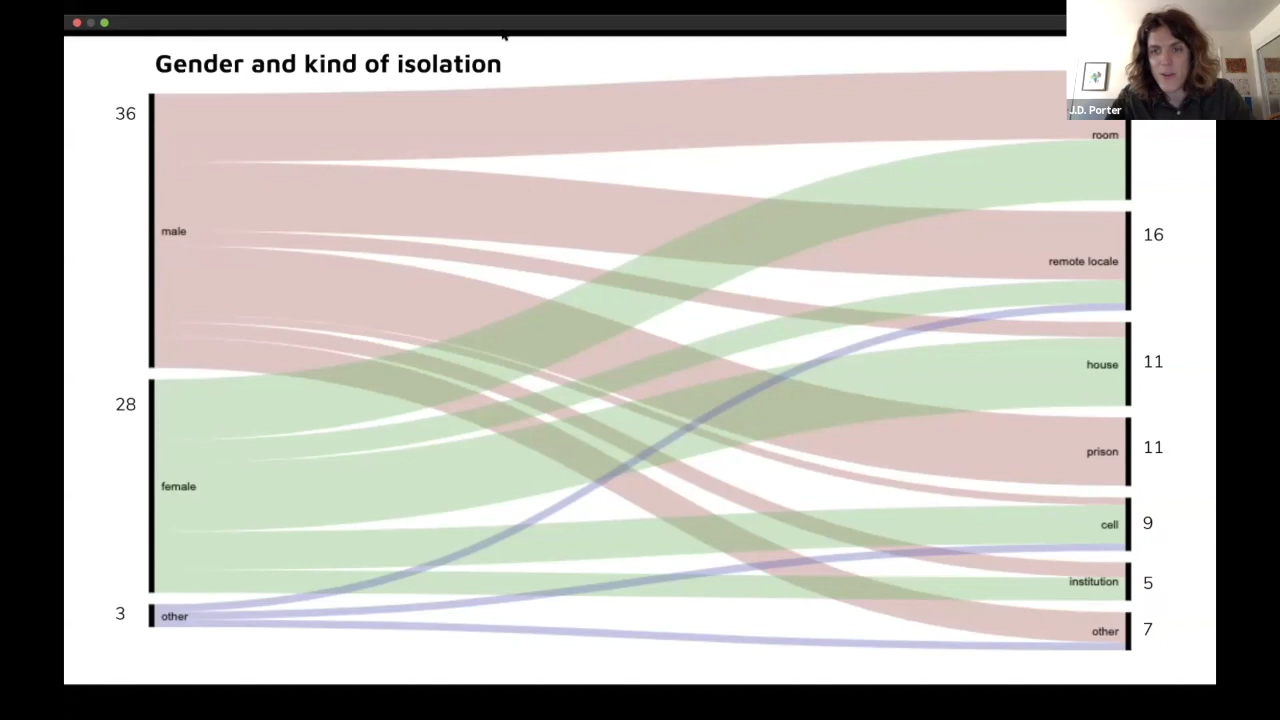 Gender and kind of isolation
J.D. Porter
36
male
28
female
3
other
room
remote locale
16
house
11
prison
11
cell
9
institution
5
other
7